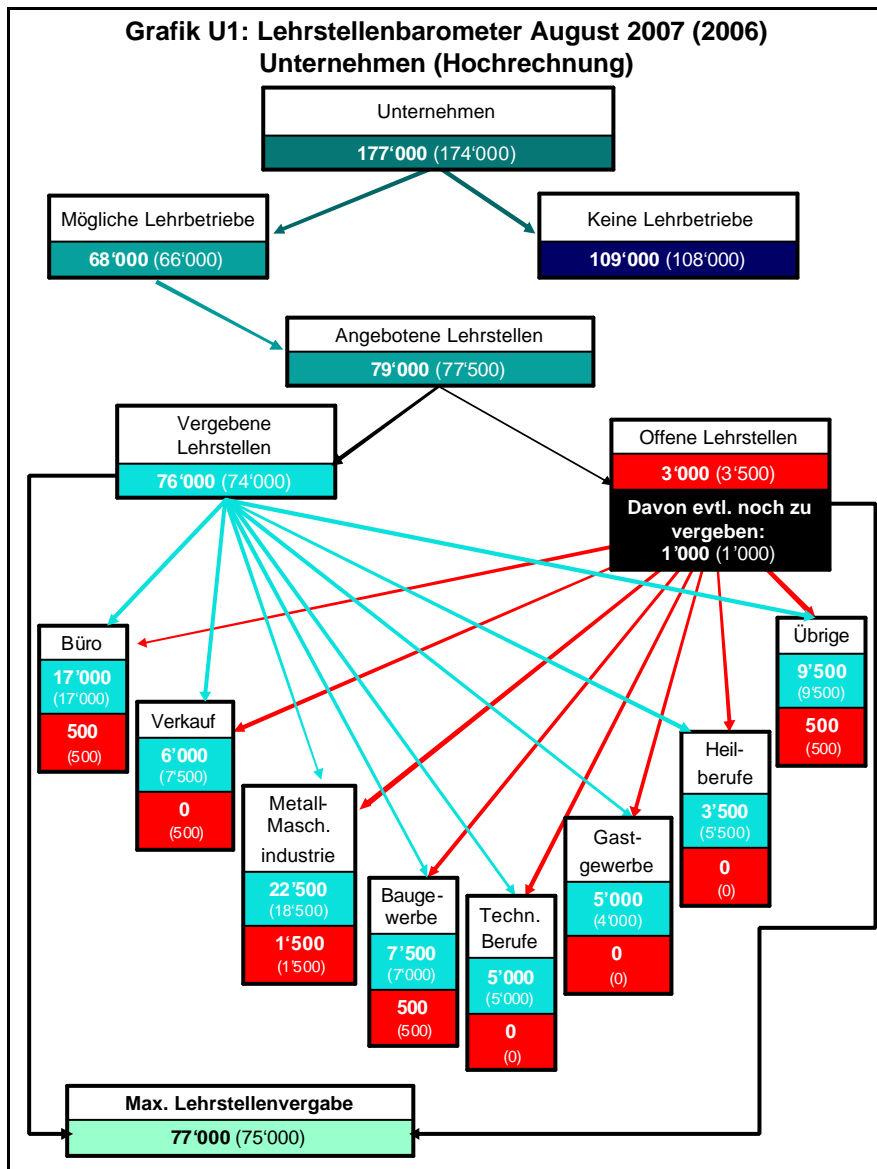 Grafik U1: Lehrstellenbarometer August 2007 (2006)
Unternehmen (Hochrechnung)
Unternehmen
177‘000 (174‘000)
Mögliche Lehrbetriebe
68‘000 (66‘000)
Keine Lehrbetriebe
109‘000 (108‘000)
Angebotene Lehrstellen
79‘000 (77‘500)
Vergebene
Lehrstellen
76‘000 (74‘000)
Offene Lehrstellen
3‘000 (3‘500)
Davon evtl. noch zu
vergeben:
1’000 (1’000)
Büro
17’000
(17’000)
500
(500)
Verkauf
6’000
(7’500)
0
(500)
Metall-
Masch.
industrie
22’500
(18’500)
1‘500
(1’500)
Bauge-
werbe
7’500
(7’000)
500
(500)
Techn.
Berufe
5’000
(5’000)
0
(0)
Gast-
gewerbe
5’000
(4’000)
0
(0)
Heil-
berufe
3’500
(5’500)
0
(0)
Übrige
9’500
(9’500)
500
(500)
Max. Lehrstellenvergabe
77‘000 (75‘000)